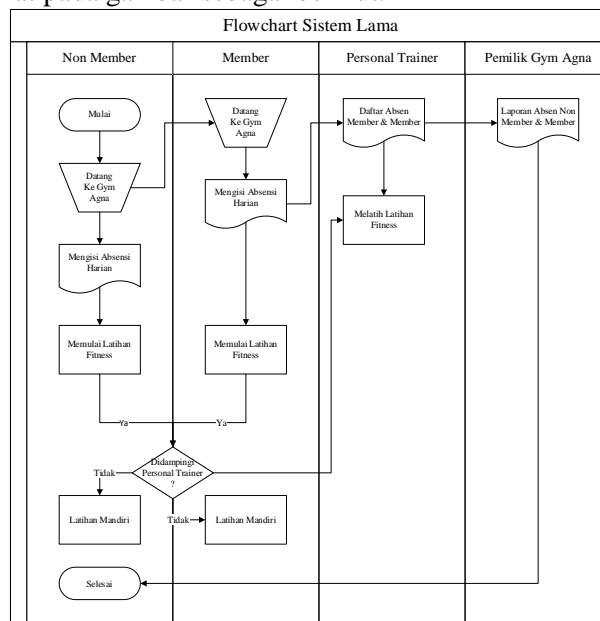 Flowchart Sistem Lama
Non Member
Member
Personal Trainer
Pemilik Gym Agna
Mulai
Datang
Ke Gym
Agna
Daftar Absen
Member & Member
Laporan Absen Non
Member & Member
Datang
Ke Gym
Agna
Mengisi Absensi
Harian
Melatih Latihan
Fitness
Mengisi Absensi
Harian
Memulai Latihan
Fitness
Memulai Latihan
Fitness
Ya
Ya
Didampingi
Personal Trainer
?
Tidak
Latihan Mandiri
Tidak
Latihan Mandiri
Selesai